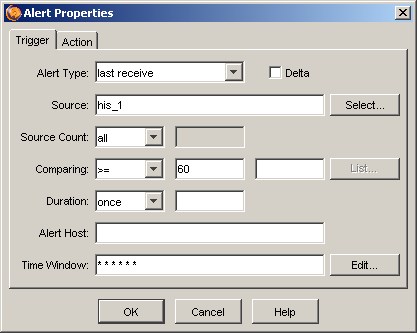 Alert Properties
Trigger Action
Alert Type: last receive Delta
Source: his_1 Select...
Source Count: all
Comparing: >= 60 List...
Duration: once
Alert Host:
Time Window: * * * * * * Edit...
OK Cancel Help